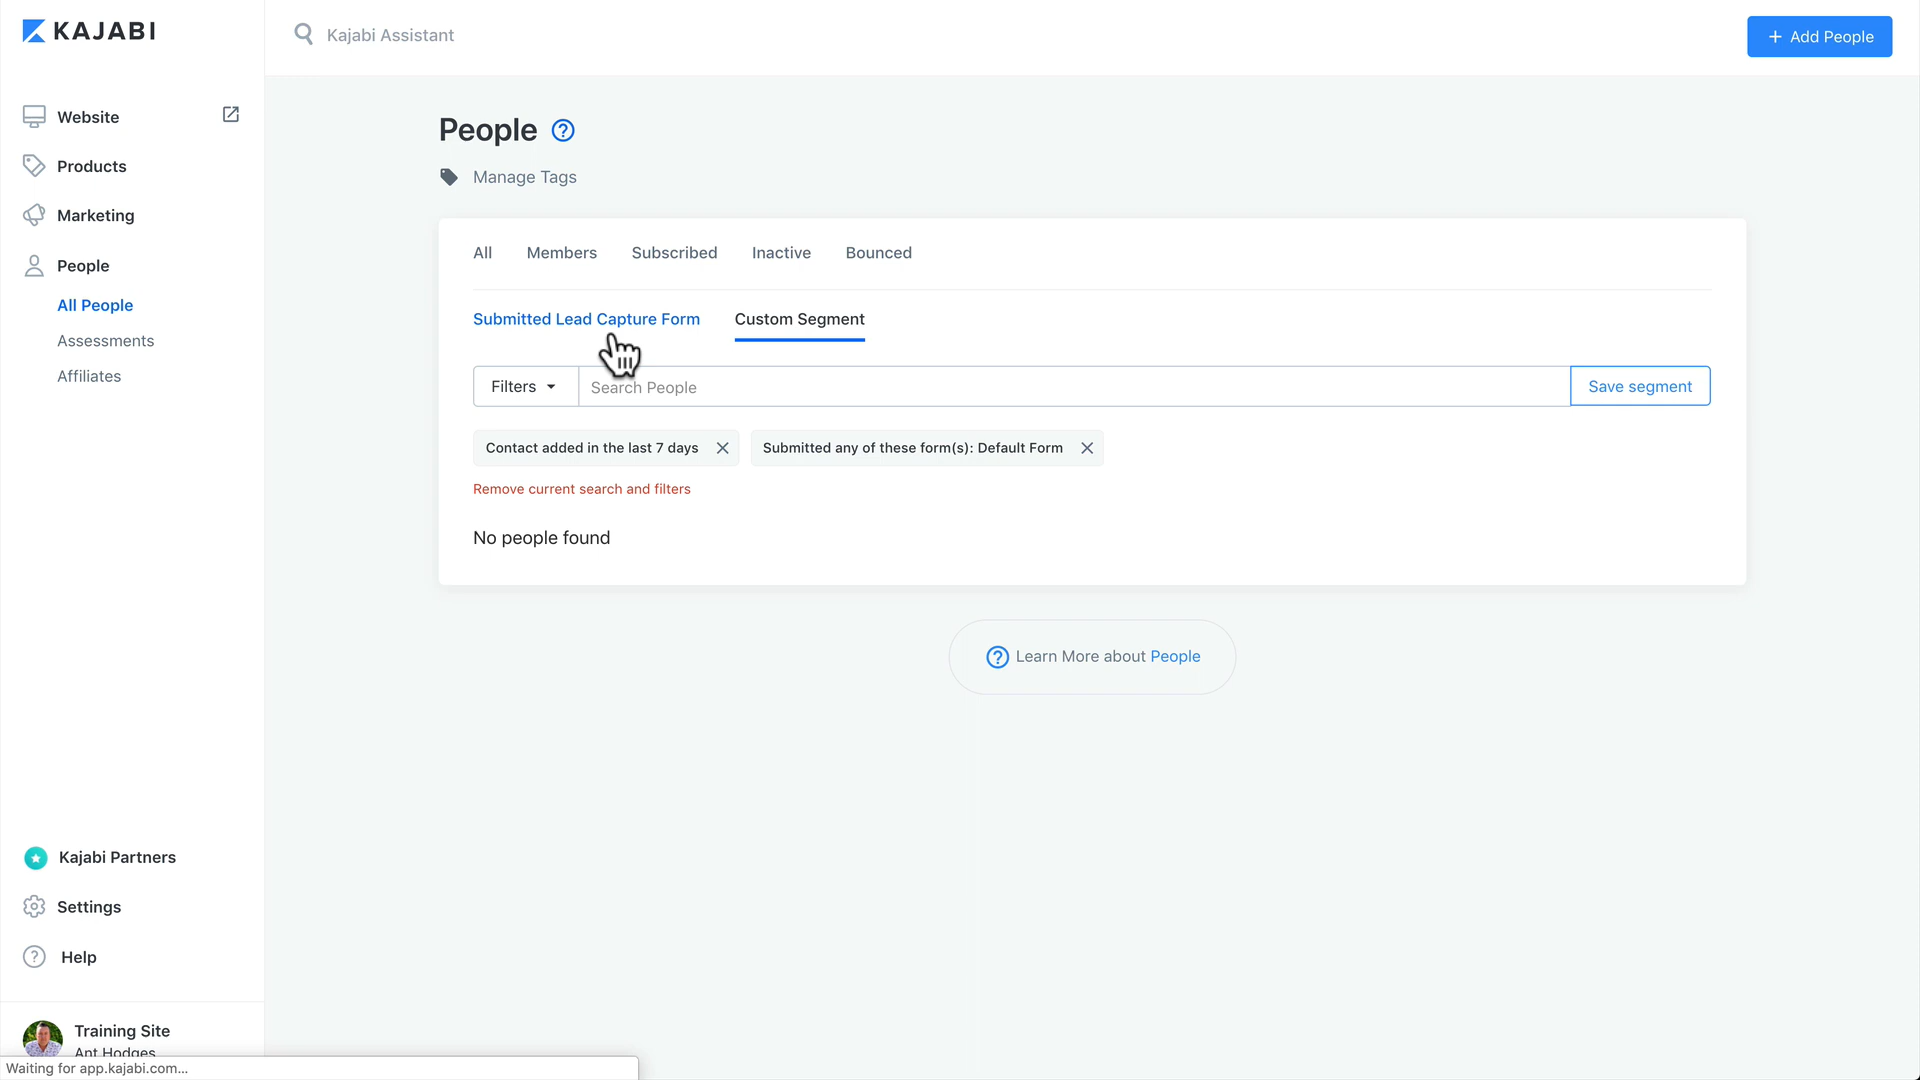 KAJABI
Kajabi Assistant
+ Add People
Website
Products
Marketing
People
All People
Assessments
Affiliates
People ?
Manage Tags
All Members Subscribed Inactive Bounced
Submitted Lead Capture Form Custom Segment
Filters Search People Save segment
Contact added in the last 7 days Submitted any of these form(s): Default Form
Remove current search and filters
No people found
? Learn More about People
Kajabi Partners
Settings
? Help
Training Site
Ant Hodges
Waiting for app.kajabi.com...